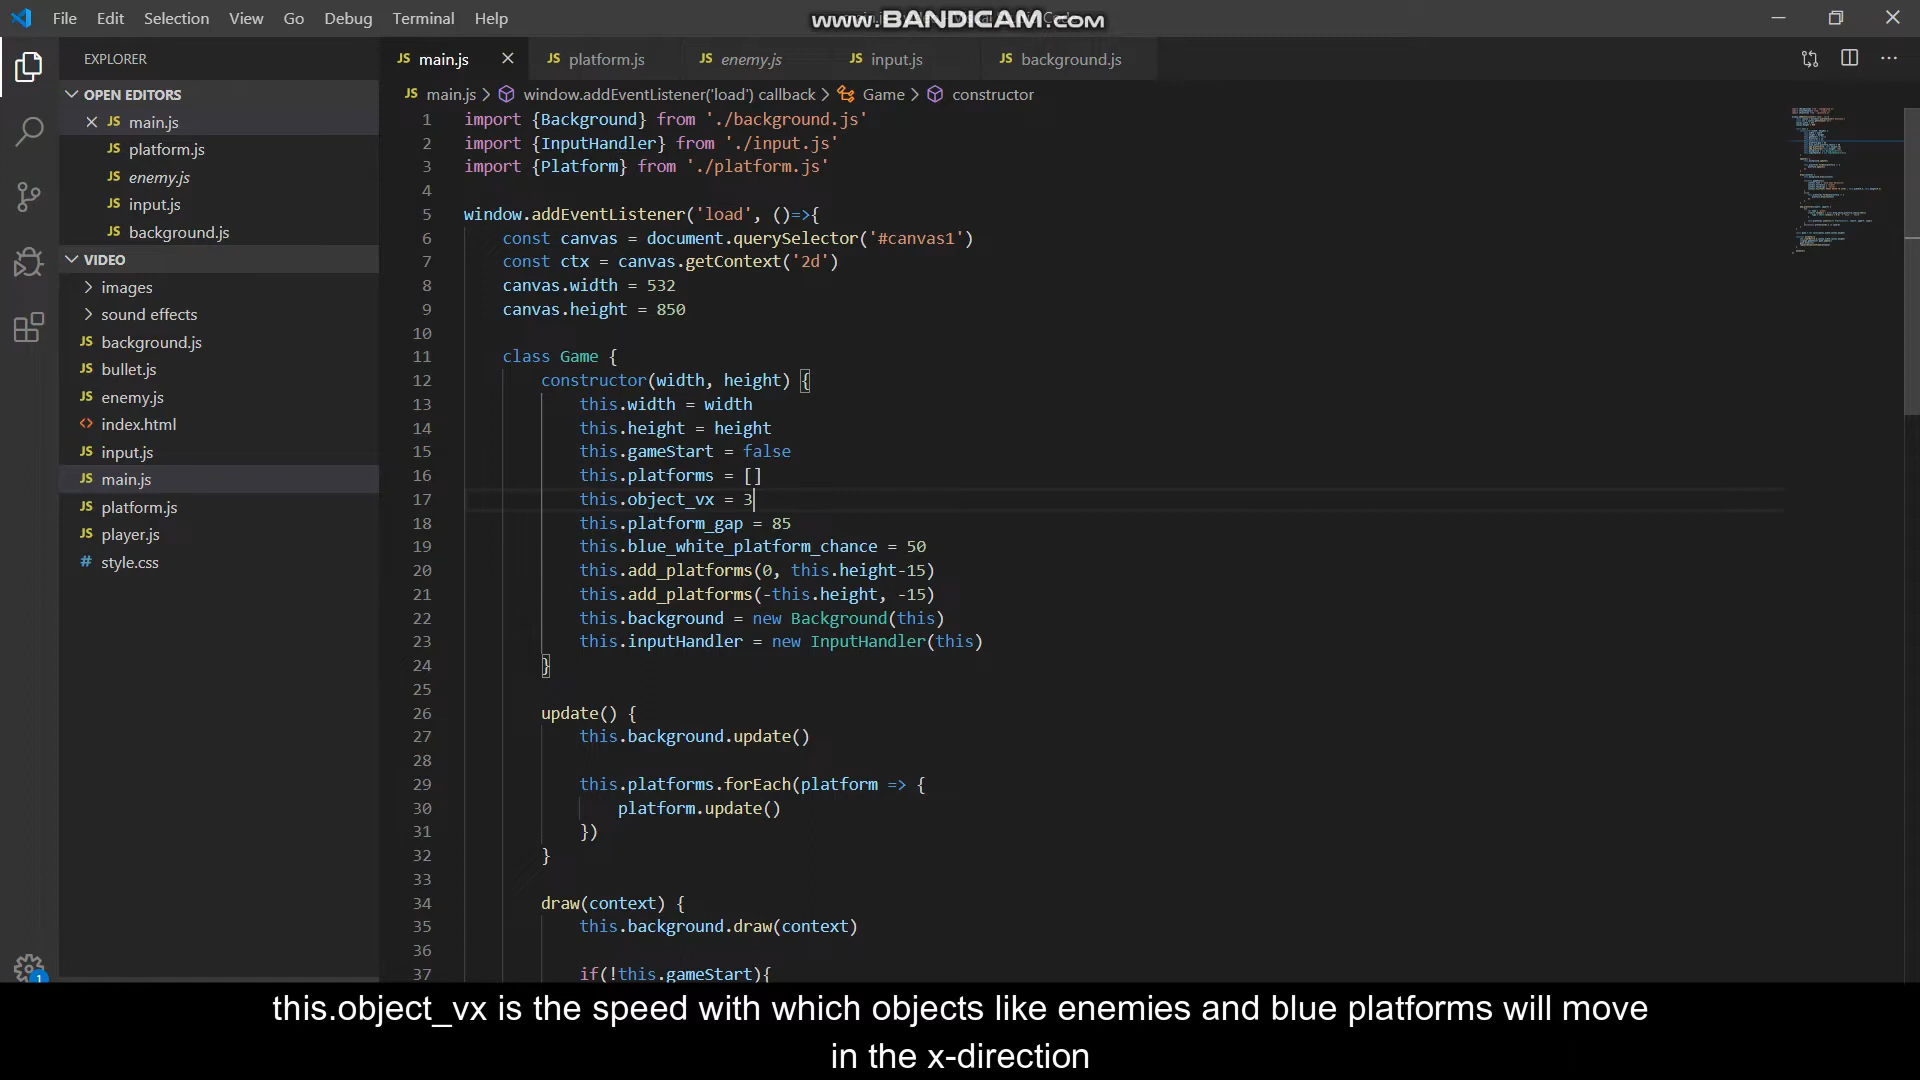 File Edit Selection View Go Debug Terminal Help
www.BANDICAM.com
EXPLORER
OPEN EDITORS
JS main.js
JS platform.js
JS enemy.js
JS input.js
JS background.js
VIDEO
images
sound effects
JS background.js
JS bullet.js
JS enemy.js
<> index.html
JS input.js
JS main.js
JS platform.js
JS player.js
# style.css
1
JS main.js JS platform.js JS enemy.js JS input.js JS background.js
JS main.js > window.addEventListener('load') callback > Game > constructor
1 import {Background} from './background.js'
2 import {InputHandler} from './input.js'
3 import {Platform} from './platform.js'
4
5 window.addEventListener('load', ()=>{
6 const canvas = document.querySelector('#canvas1')
7 const ctx = canvas.getContext('2d')
8 canvas.width = 532
9 canvas.height = 850
10
11 class Game {
12 constructor(width, height) {
13 this.width = width
14 this.height = height
15 this.gameStart = false
16 this.platforms = []
17 this.object_vx = 3
18 this.platform_gap = 85
19 this.blue_white_platform_chance = 50
20 this.add_platforms(0, this.height-15)
21 this.add_platforms(-this.height, -15)
22 this.background = new Background(this)
23 this.inputHandler = new InputHandler(this)
24 }
25
26 update() {
27 this.background.update()
28
29 this.platforms.forEach(platform => {
30 platform.update()
31 })
32 }
33
34 draw(context) {
35 this.background.draw(context)
36
37 if(!this.gameStart){
this.object_vx is the speed with which objects like enemies and blue platforms will move
in the x-direction